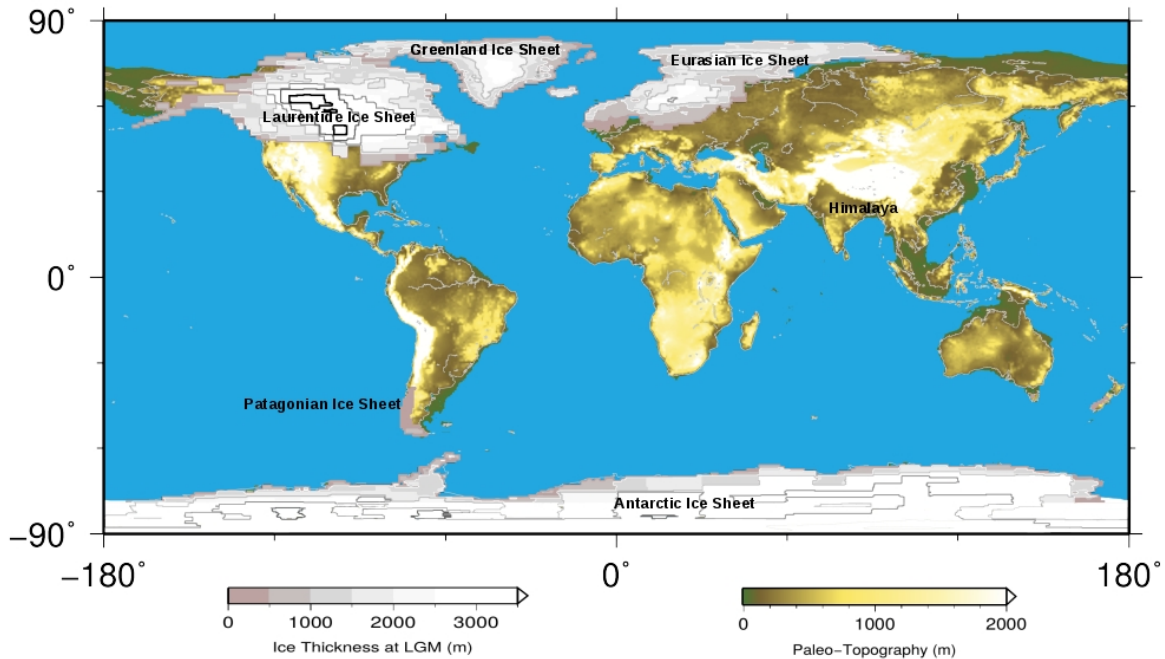 90°
Greenland Ice Sheet
Eurasian Ice Sheet
Laurentide Ice Sheet
Himalaya
0°
Patagonian Ice Sheet
Antarctic Ice Sheet
−90
−180°
0°
180°
0 1000 2000 3000
Ice Thickness at LGM (m)
0 1000 2000
Paleo−Topography (m)